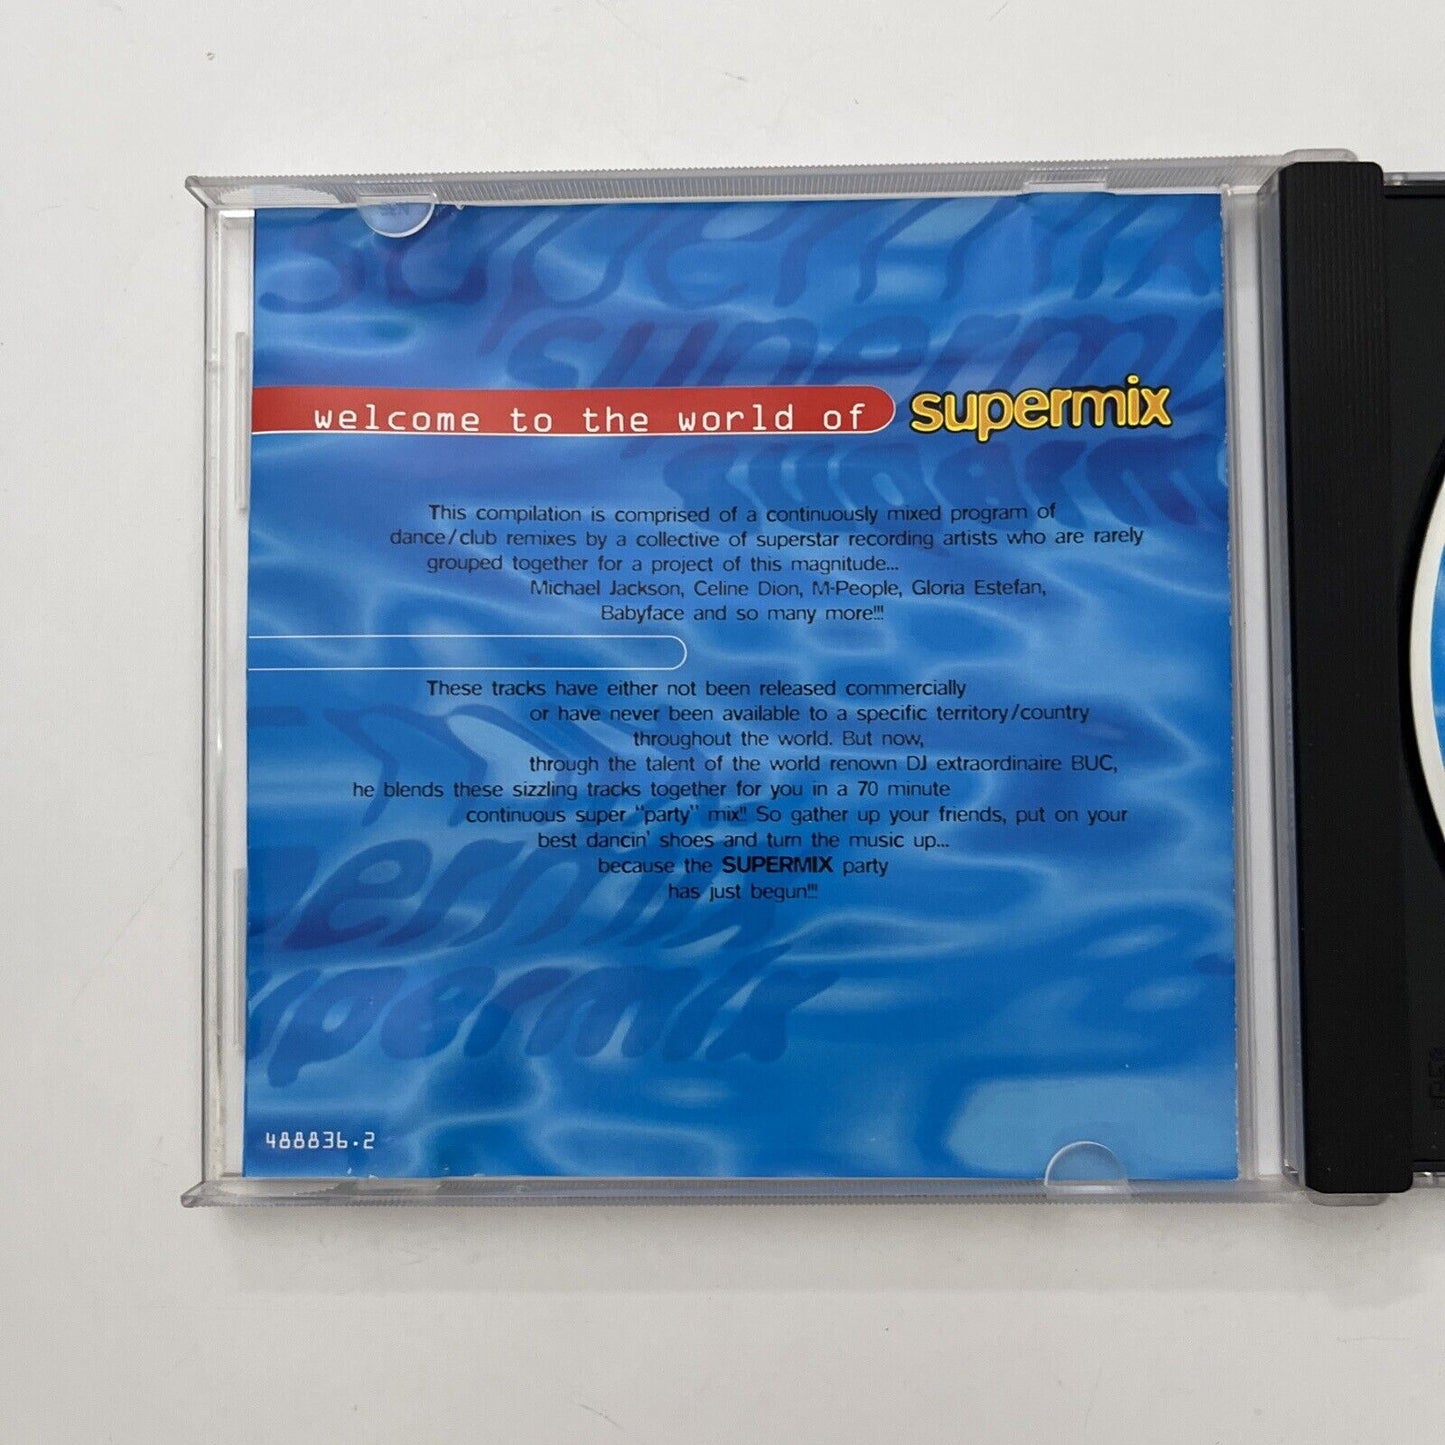 supermix
supermix
welcome to the world of supermix
superm
This compilation is comprised of a continuously mixed program of
dance/club remixes by a collective of superstar recording artists who are rarely
grouped together for a project of this magnitude...
Michael Jackson, Celine Dion, M-People, Gloria Estefan,
Babyface and so many more!!!
These tracks have either not been released commercially
or have never been available to a specific territory/country
throughout the world. But now,
through the talent of the world renown DJ extraordinaire BUC,
he blends these sizzling tracks together for you in a 70 minute
continuous super "party" mix!! So gather up your friends, put on your
best dancin' shoes and turn the music up...
because the SUPERMIX party
has just begun!!!
permix
upermix
488836.2